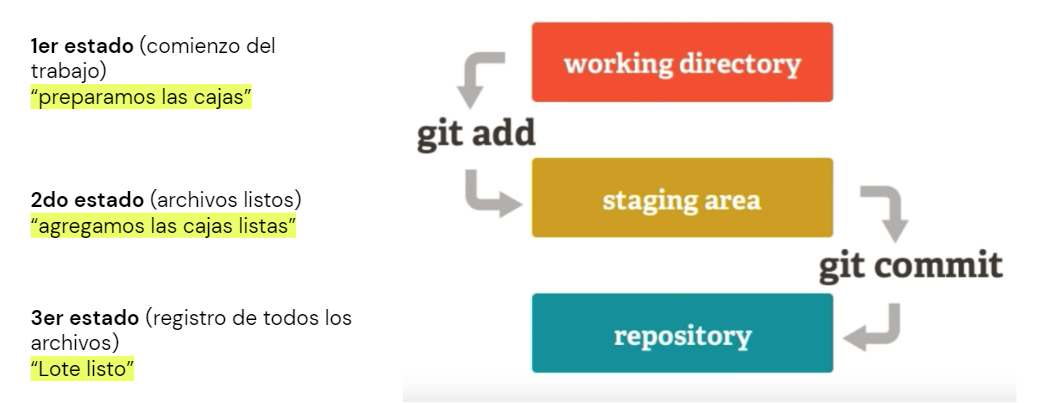 1er estado (comienzo del
trabajo)
“preparamos las cajas”
working directory
git add
2do estado (archivos listos)
“agregamos las cajas listas”
staging area
git commit
3er estado (registro de todos los
archivos)
“Lote listo”
repository